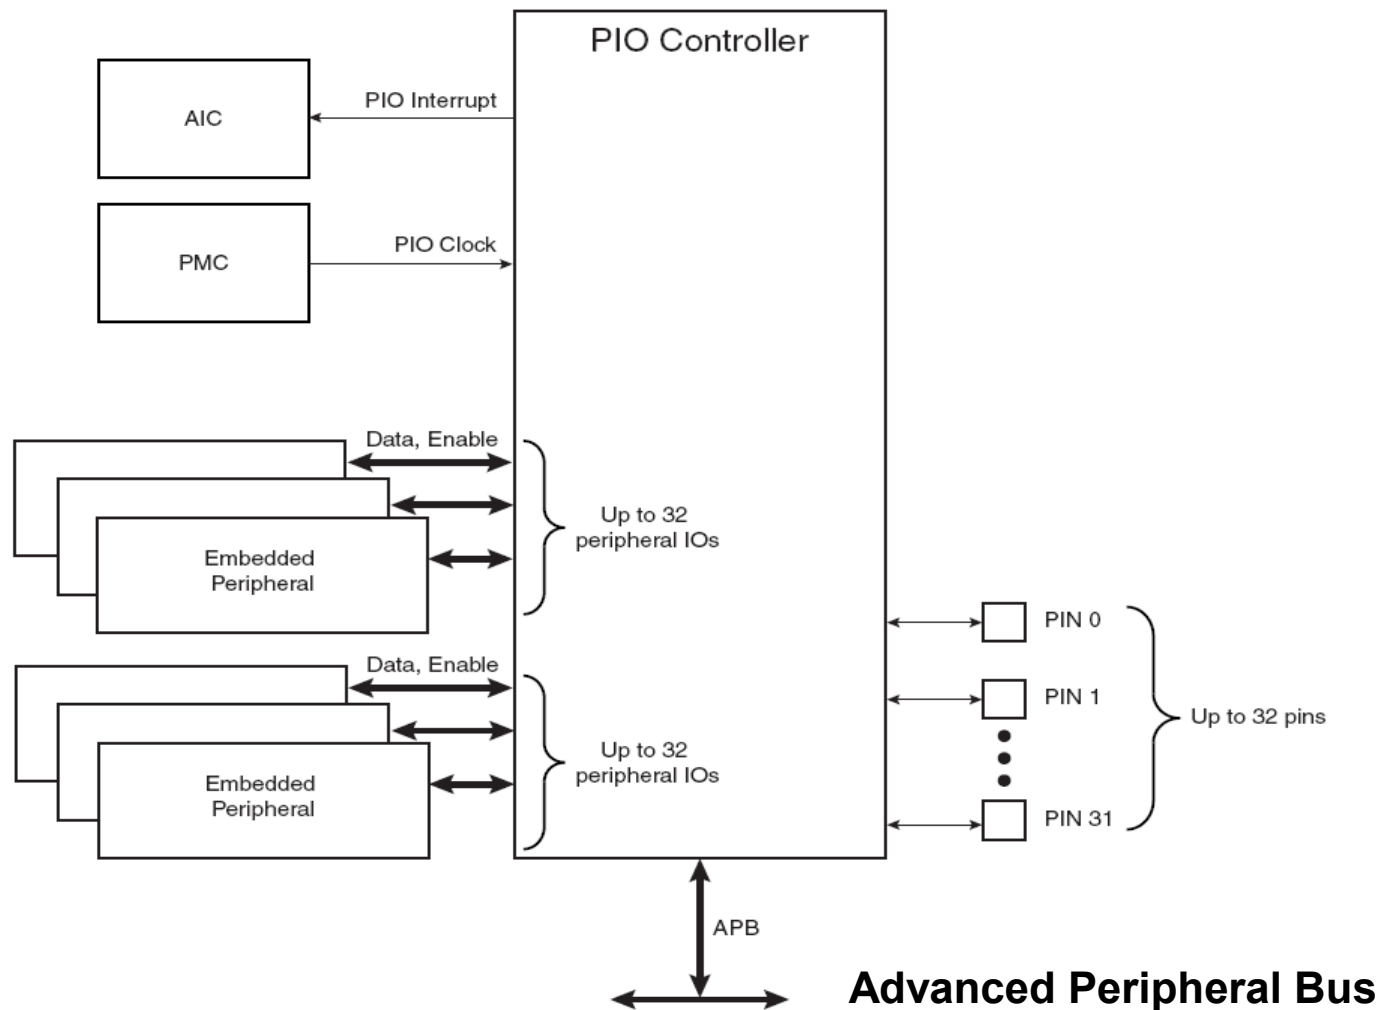 PIO Controller
AIC
PIO Interrupt
PMC
PIO Clock
Data, Enable
Up to 32
peripheral IOs
Embedded
Peripheral
PIN 0
Data, Enable
PIN 1
Up to 32 pins
Up to 32
peripheral IOs
Embedded
Peripheral
PIN 31
APB
Advanced Peripheral Bus